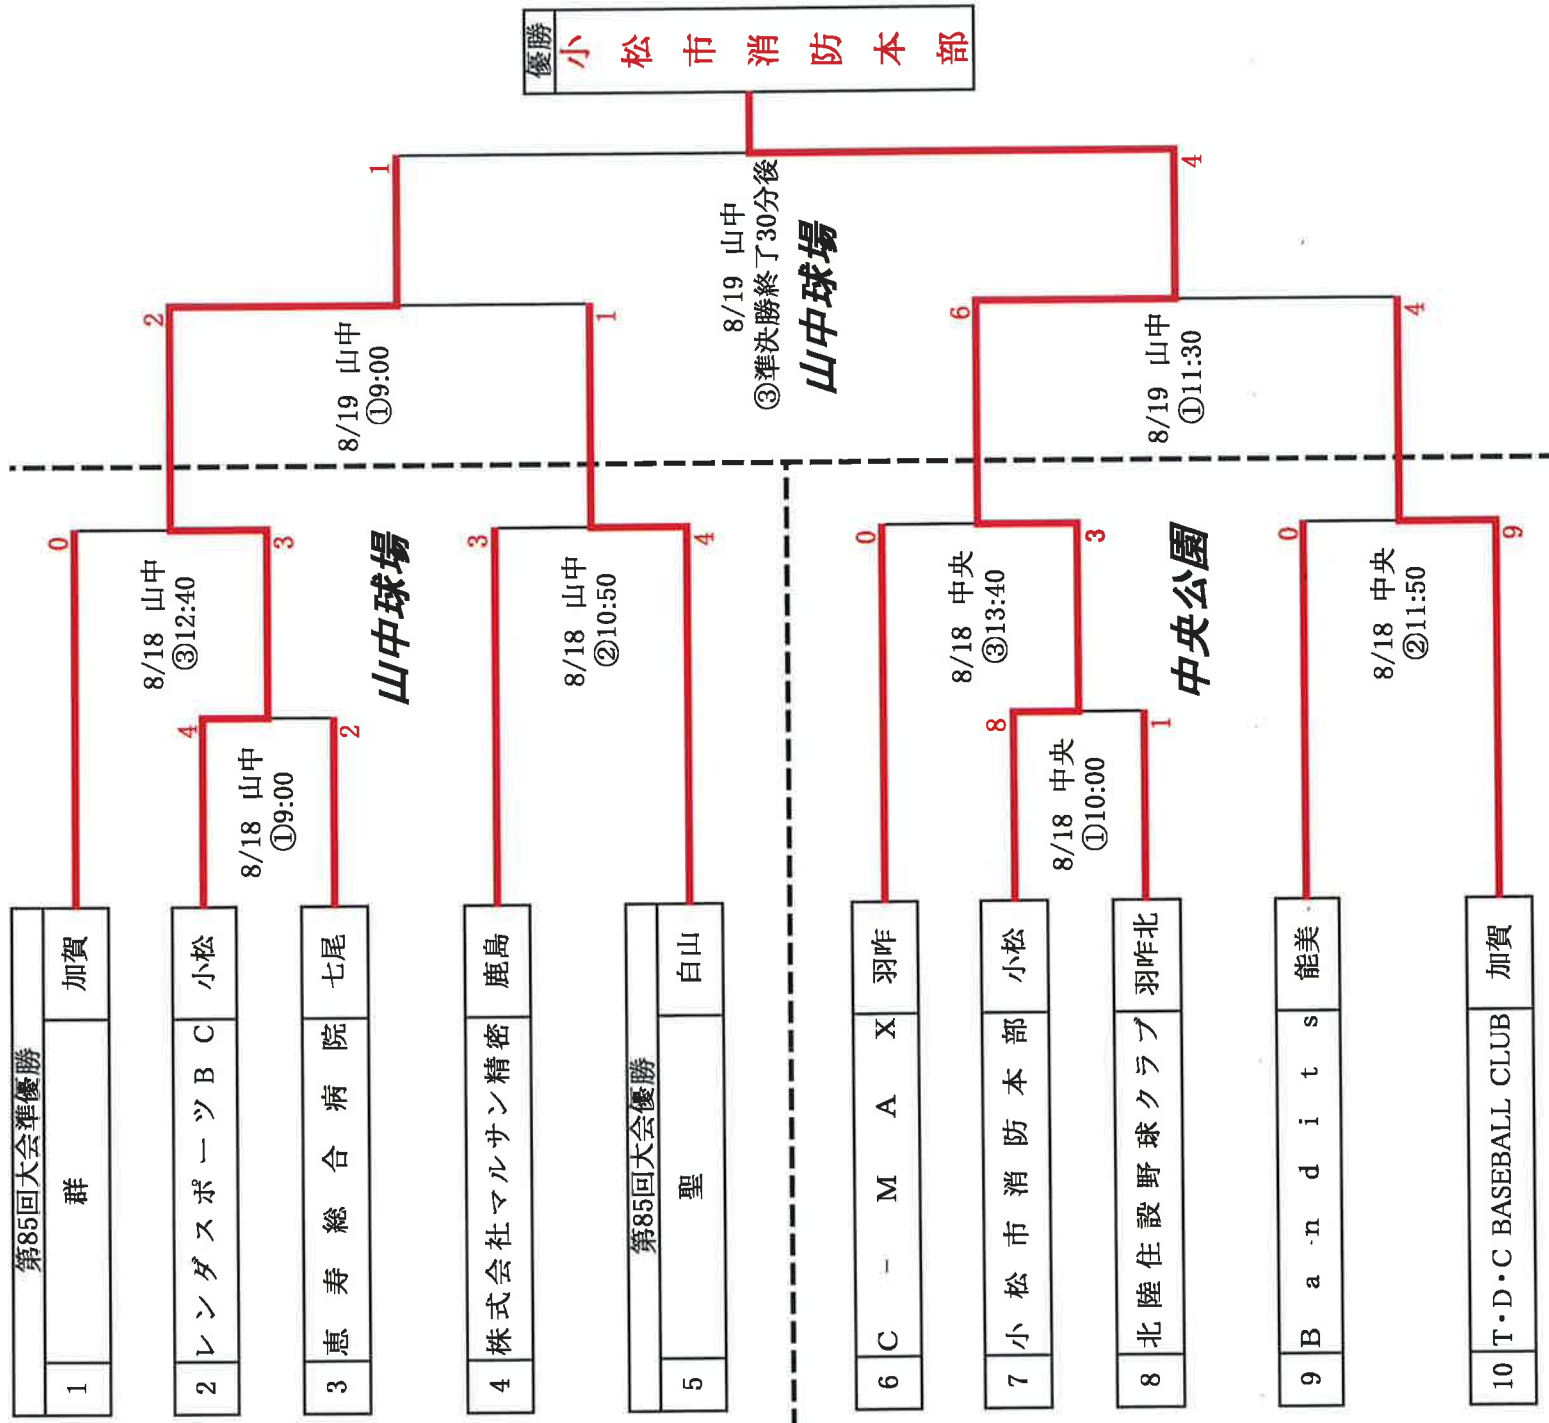 優勝
小松市消防本部
1
4
8/19 山中
③準決勝終了30分後
山中球場
2
1
8/19 山中
①9:00
6
4
8/19 山中
①11:30
0
3
8/18 山中
③12:40
山中球場
3
4
8/18 山中
②10:50
0
3
8/18 中央
③13:40
中央公園
0
9
8/18 中央
②11:50
4
2
8/18 山中
①9:00
8
1
8/18 中央
①10:00
第85回大会準優勝
1 群 加賀
2 レンダスポーツBC 小松
3 恵寿総合病院 七尾
4 株式会社マルサン精密 鹿島
第85回大会優勝
5 聖 白山
6 C-MAX 羽咋
7 小松市消防本部 小松
8 北陸住設野球クラブ 羽咋北
9 Bandits 能美
10 T・D・C BASEBALL CLUB 加賀